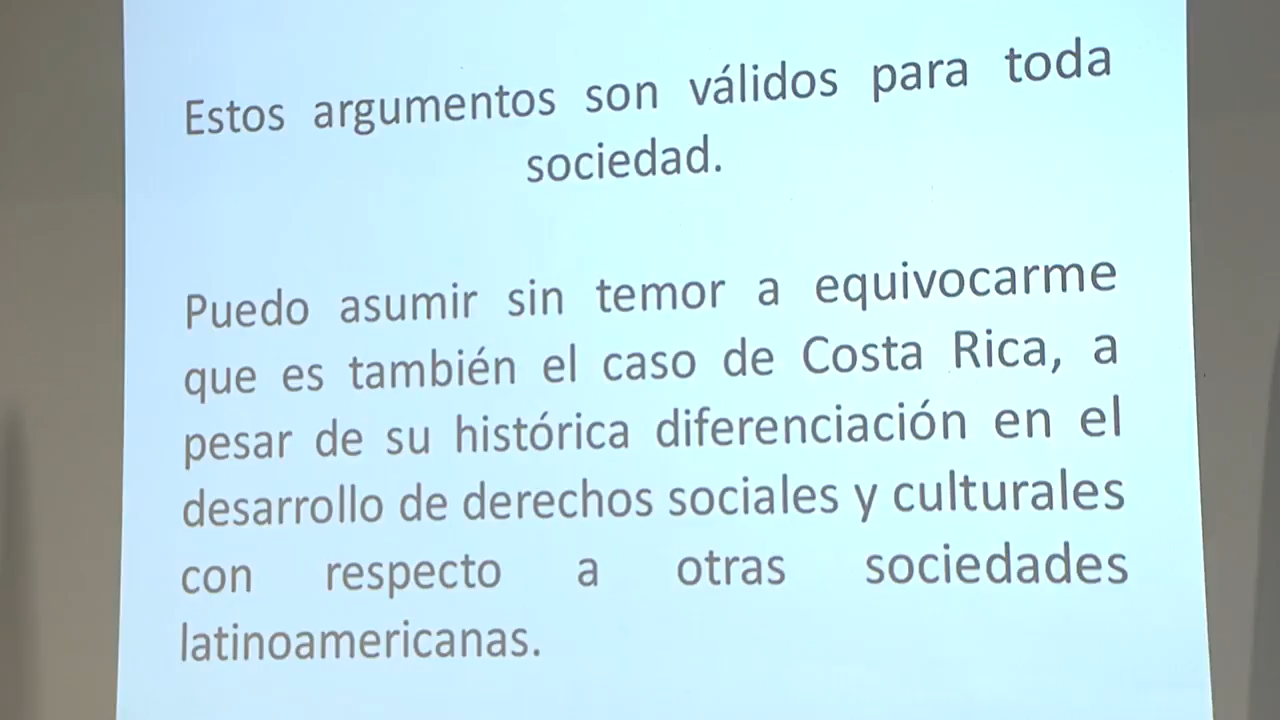 Estos argumentos son válidos para toda
sociedad.
Puedo asumir sin temor a equivocarme
que es también el caso de Costa Rica, a
pesar de su histórica diferenciación en el
desarrollo de derechos sociales y culturales
con respecto a otras sociedades
latinoamericanas.